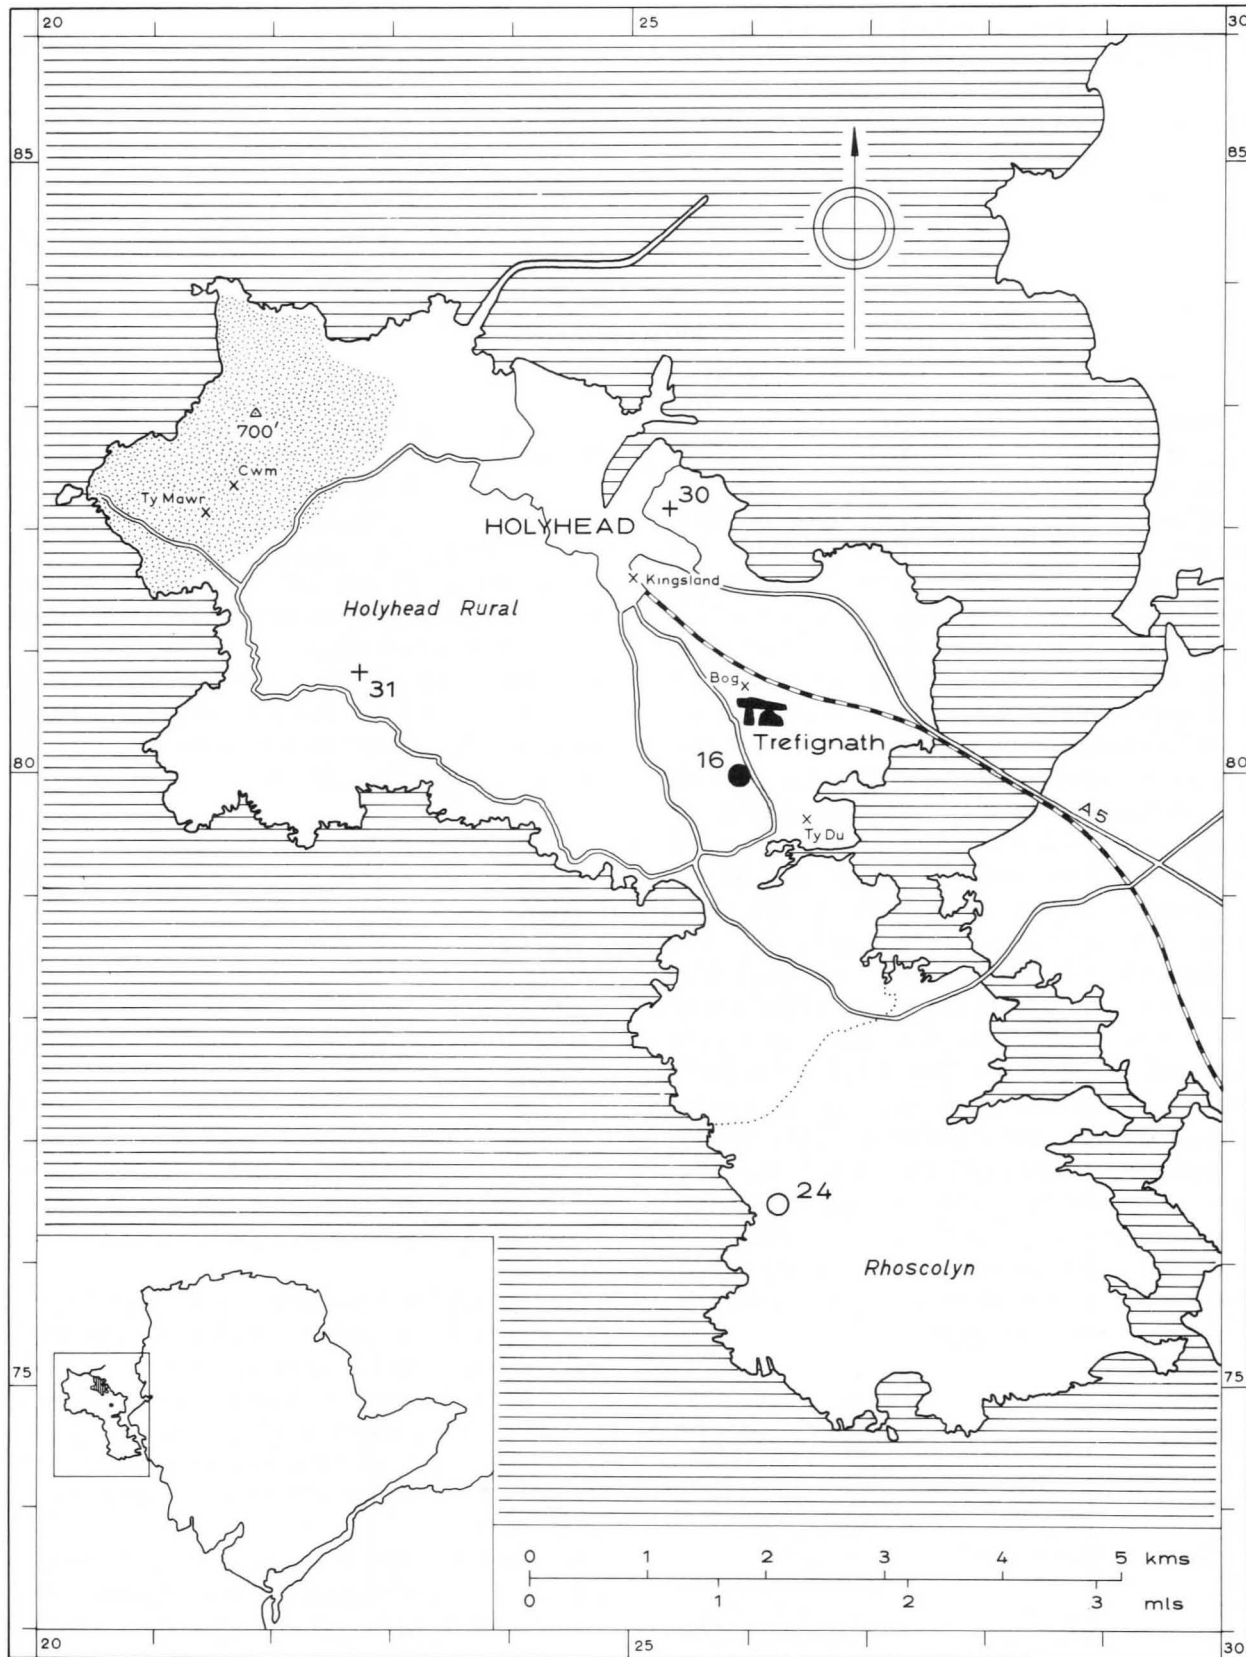 20
25
30
85
85
700'
Cwm
Ty Mawr
30
HOLYHEAD
Kingsland
Holyhead Rural
31
Bog
Trefignath
16
80
80
A5
Ty Du
24
Rhoscolyn
75
75
0 1 2 3 4 5 kms
0 1 2 3 mls
20
25
30